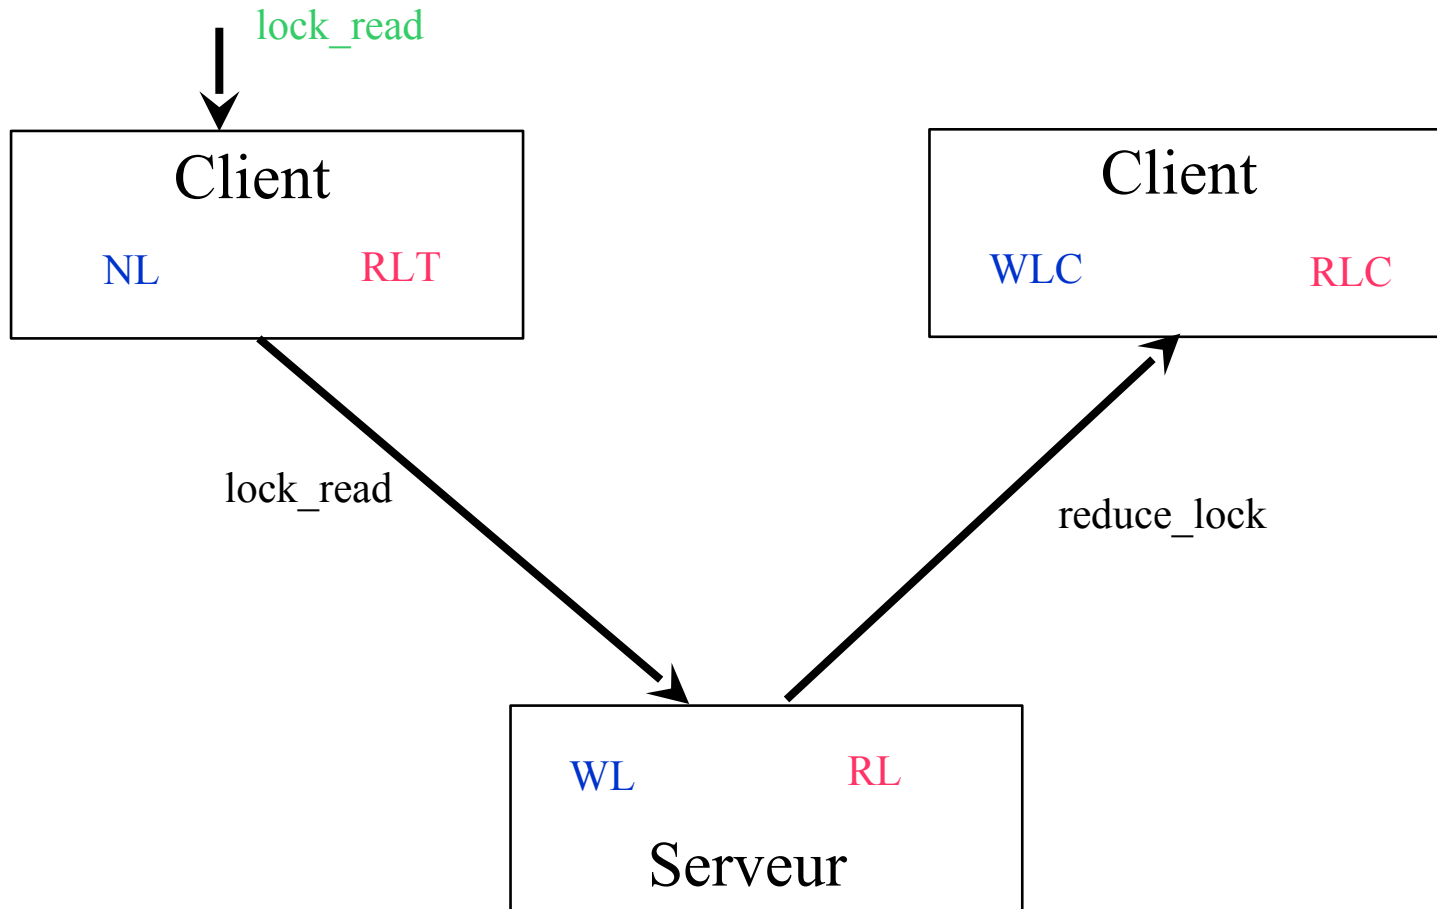 lock_read
Client
NL RLT
Client
WLC RLC
lock_read
reduce_lock
WL RL
Serveur